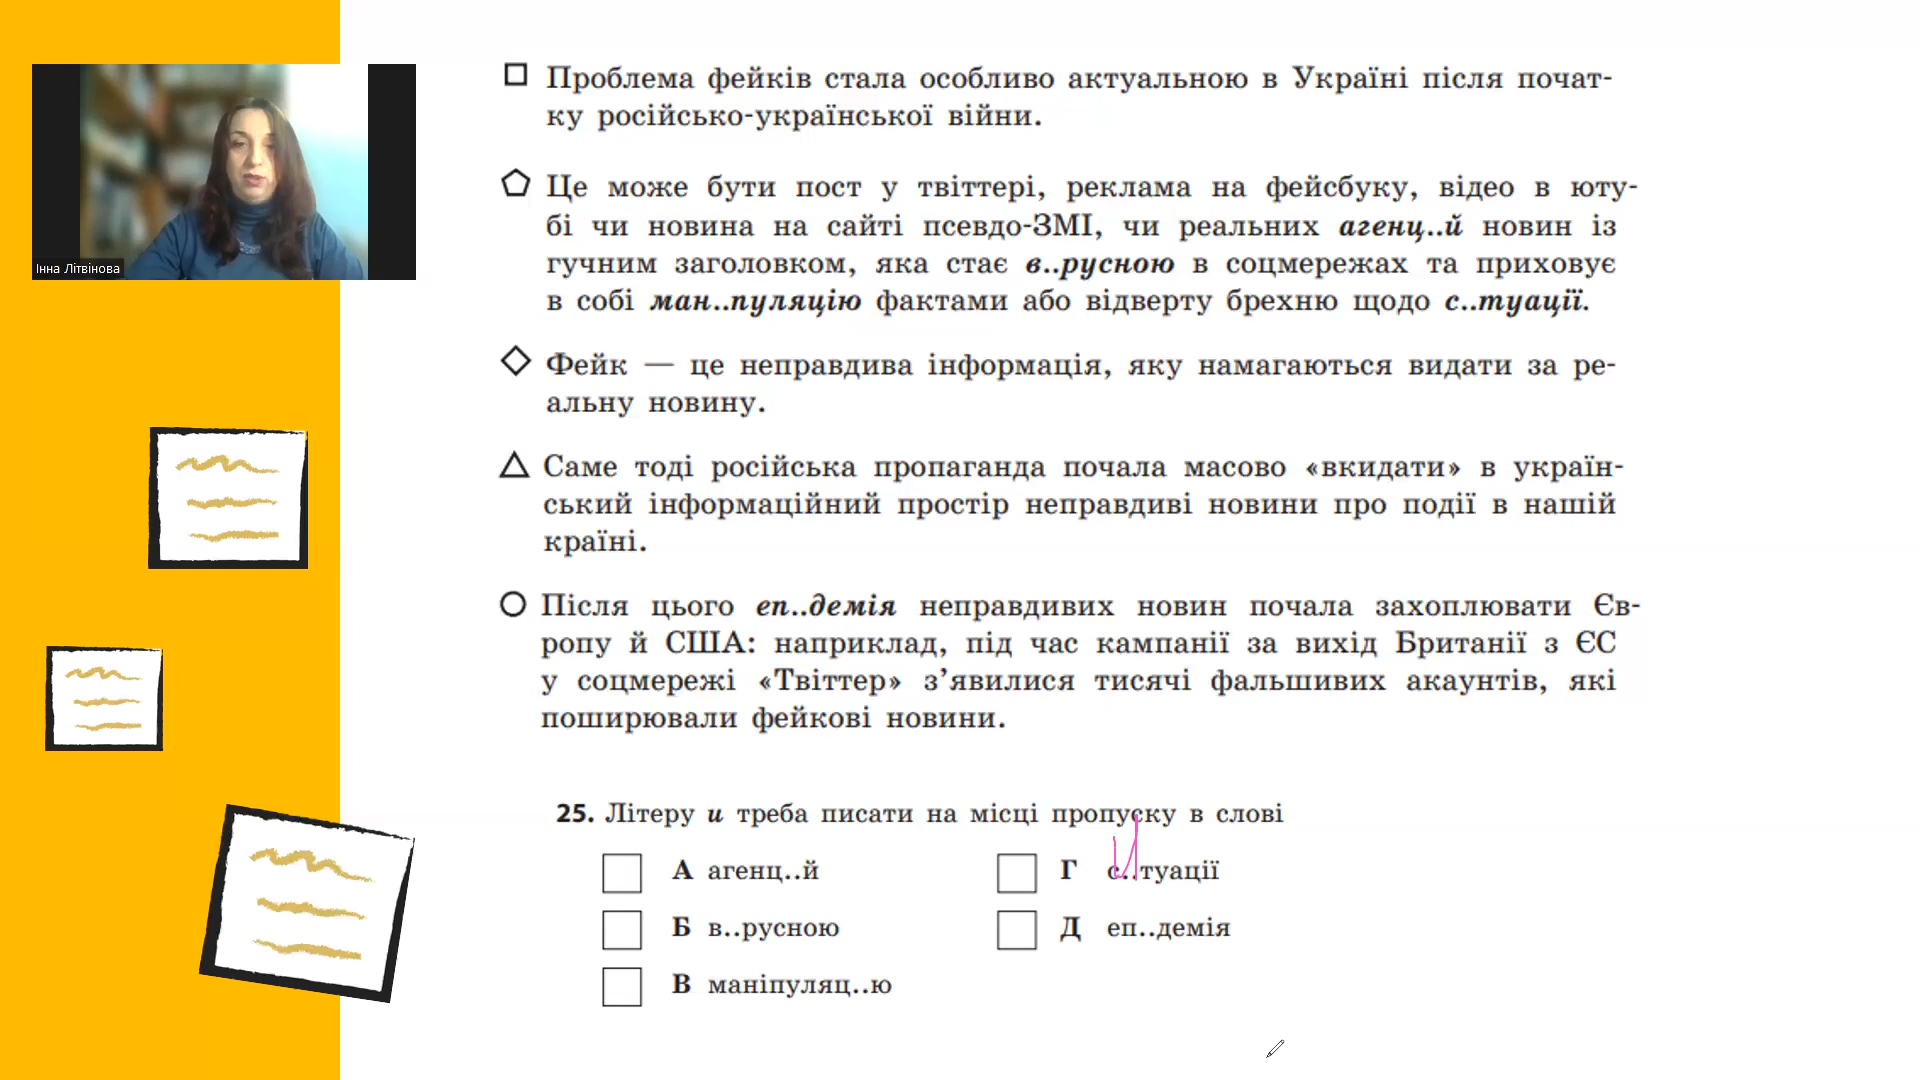 Інна Літвінова
Проблема фейків стала особливо актуальною в Україні після почат-
ку російсько-української війни.
Це може бути пост у твіттері, реклама на фейсбуку, відео в юту-
бі чи новина на сайті псевдо-ЗМІ, чи реальних агенц..й новин із
гучним заголовком, яка стає в..русною в соцмережах та приховує
в собі ман..пуляцію фактами або відверту брехню щодо с..туації.
Фейк — це неправдива інформація, яку намагаються видати за ре-
альну новину.
Саме тоді російська пропаганда почала масово «вкидати» в україн-
ський інформаційний простір неправдиві новини про події в нашій
країні.
Після цього еп..демія неправдивих новин почала захоплювати Єв-
ропу й США: наприклад, під час кампанії за вихід Британії з ЄС
у соцмережі «Твіттер» з’явилися тисячі фальшивих акаунтів, які
поширювали фейкові новини.
25. Літеру и треба писати на місці пропуску в слові
А агенц..й
Б в..русною
В маніпуляц..ю
и
Г с..туації
Д еп..демія